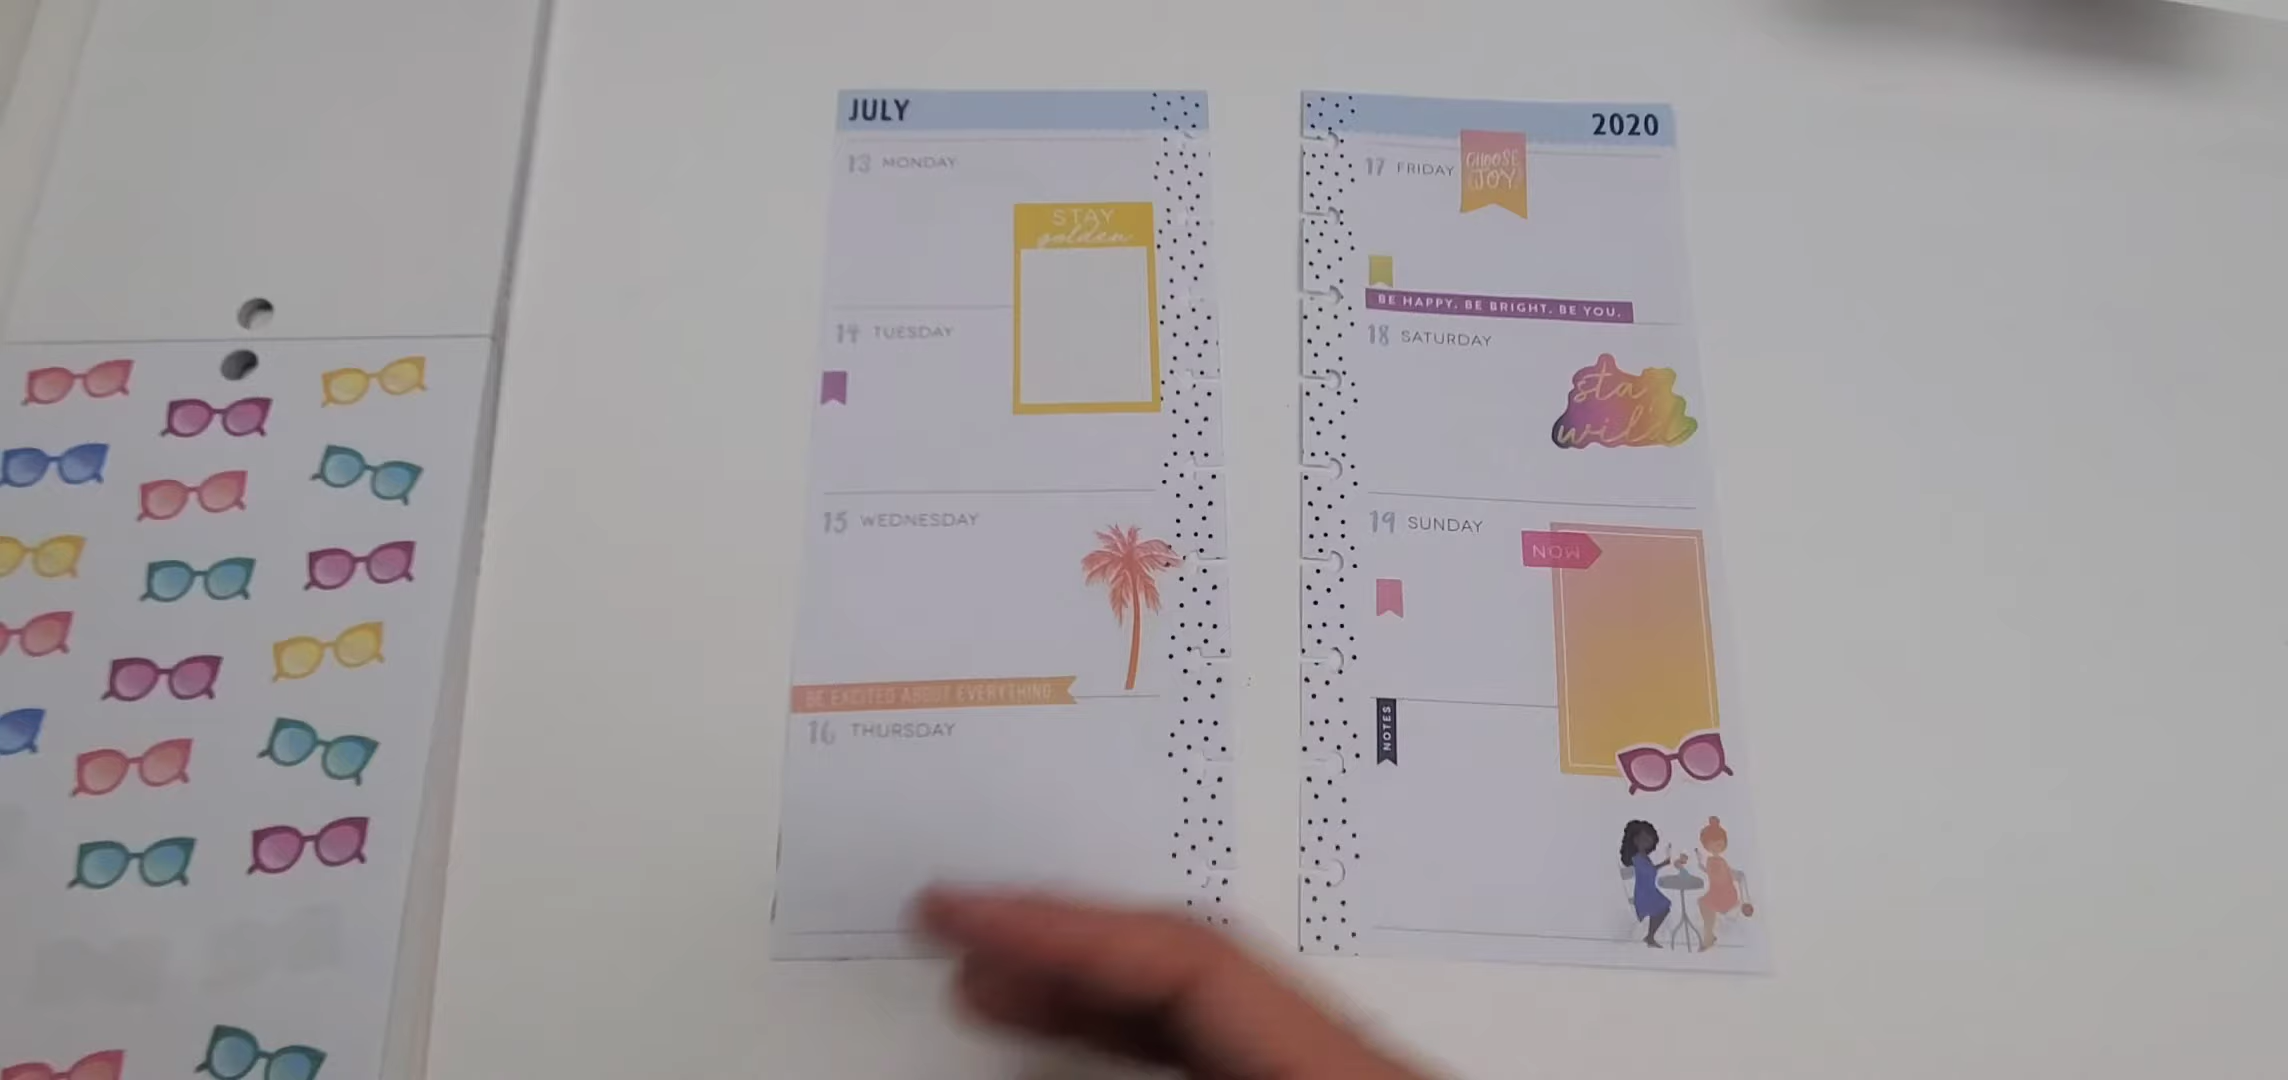 JULY
13 MONDAY
STAY
golden
14 TUESDAY
15 WEDNESDAY
BE EXCITED ABOUT EVERYTHING.
16 THURSDAY
2020
17 FRIDAY
CHOOSE
JOY
BE HAPPY. BE BRIGHT. BE YOU.
18 SATURDAY
stay
wild
19 SUNDAY
NOW
NOTES